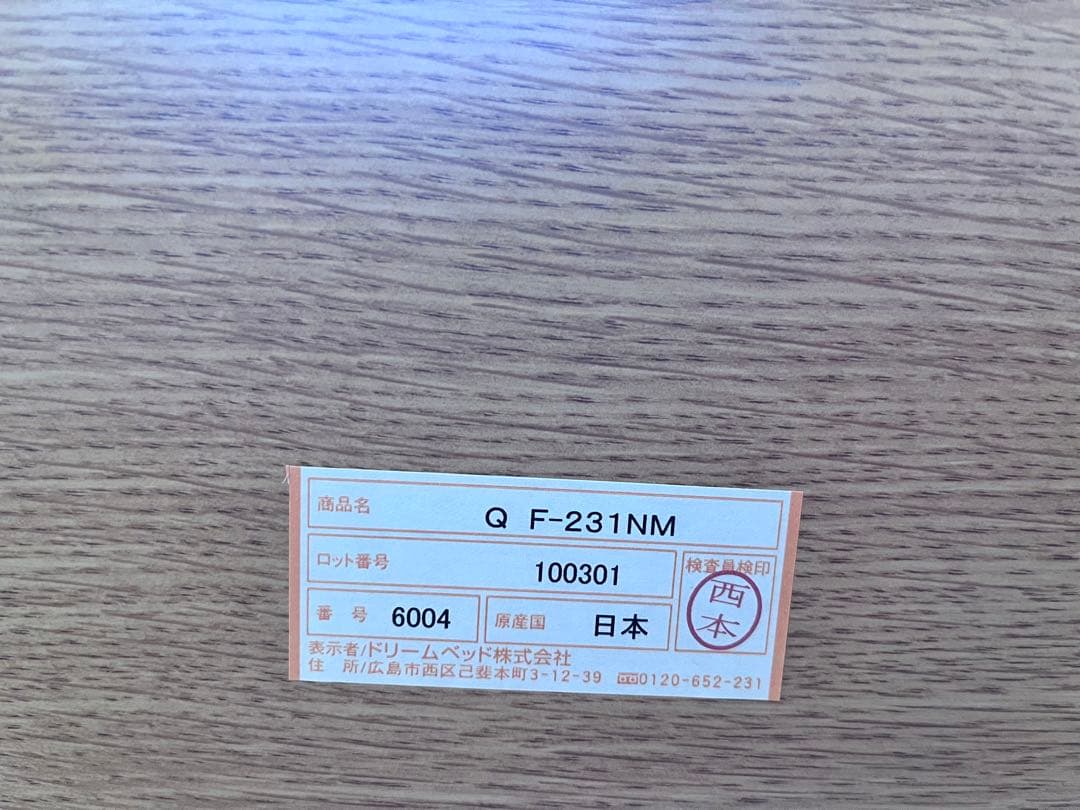 商品名 Q F-231NM
ロット番号 100301
検査員検印
西本
番 号 6004 原産国 日本
表示者/ドリームベッド株式会社
住 所/広島市西区己斐本町3-12-39 0120-652-231